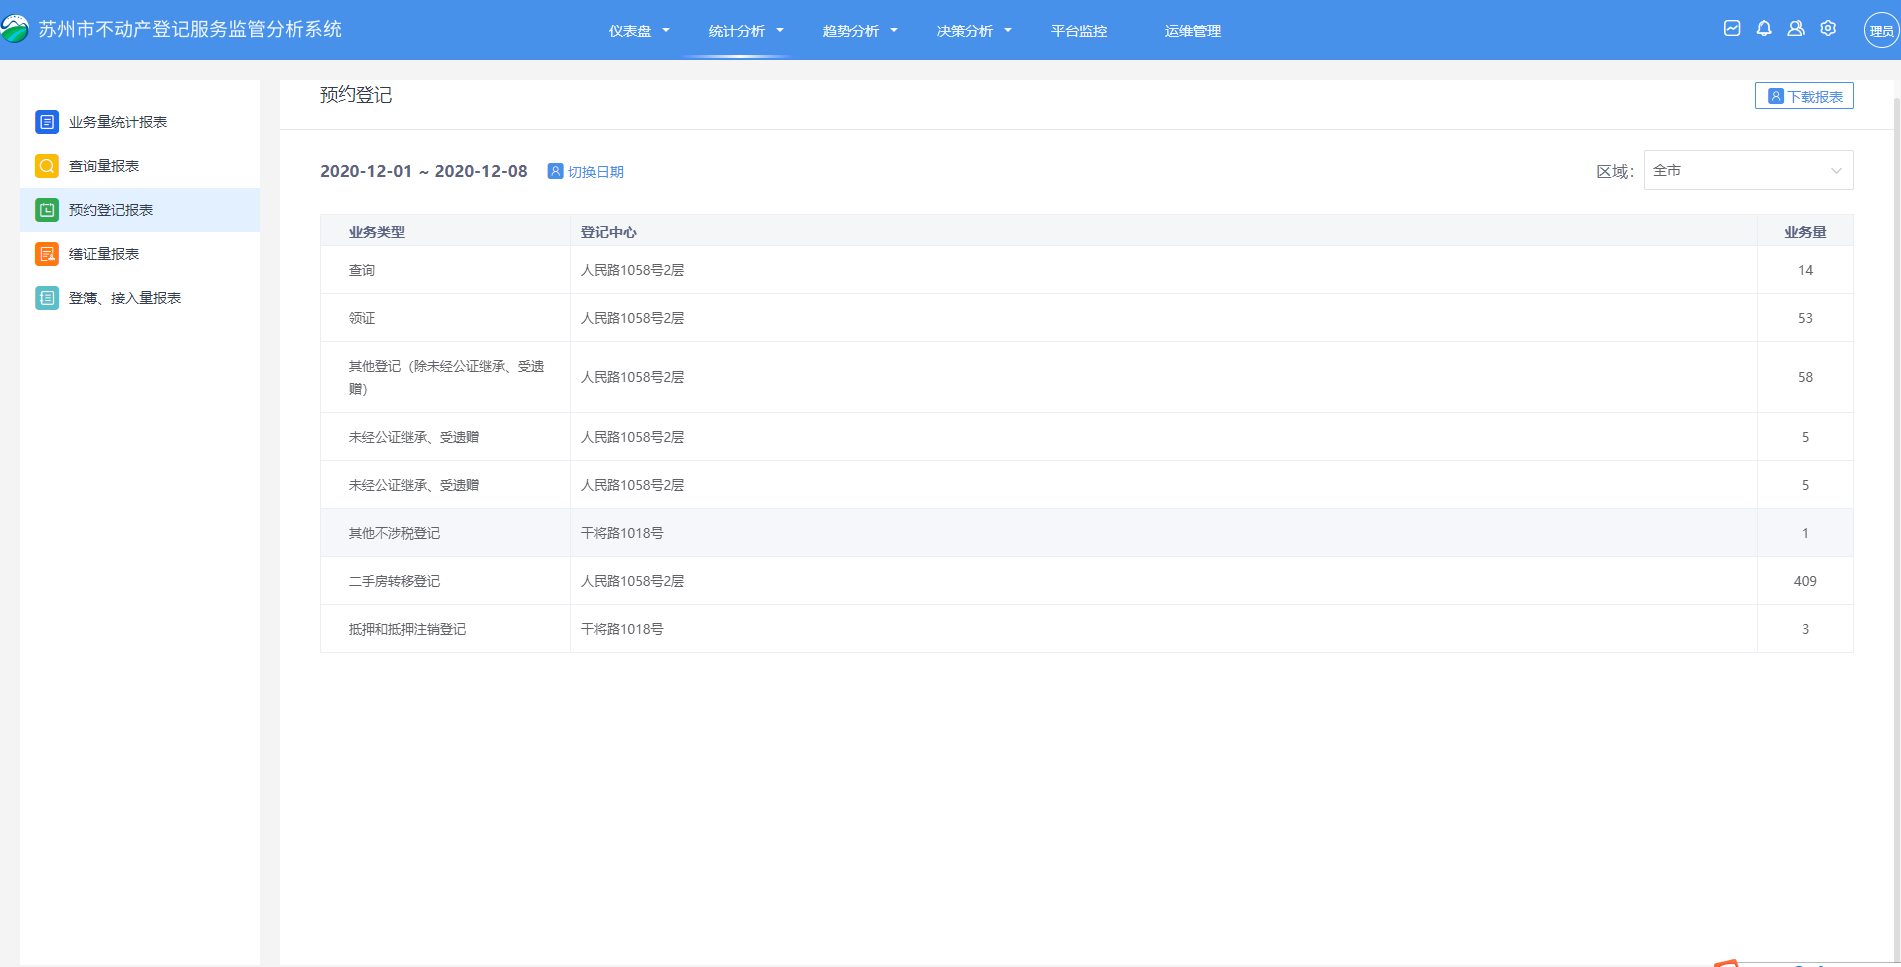 苏州市不动产登记服务监管分析系统
仪表盘 统计分析 趋势分析 决策分析 平台监控 运维管理
理员
业务量统计报表
查询量报表
预约登记报表
缮证量报表
登簿、接入量报表
预约登记
下载报表
2020-12-01 ~ 2020-12-08 切换日期
区域： 全市
业务类型 登记中心 业务量
查询 人民路1058号2层 14
领证 人民路1058号2层 53
其他登记（除未经公证继承、受遗
赠） 人民路1058号2层 58
未经公证继承、受遗赠 人民路1058号2层 5
未经公证继承、受遗赠 人民路1058号2层 5
其他不涉税登记 干将路1018号 1
二手房转移登记 人民路1058号2层 409
抵押和抵押注销登记 干将路1018号 3